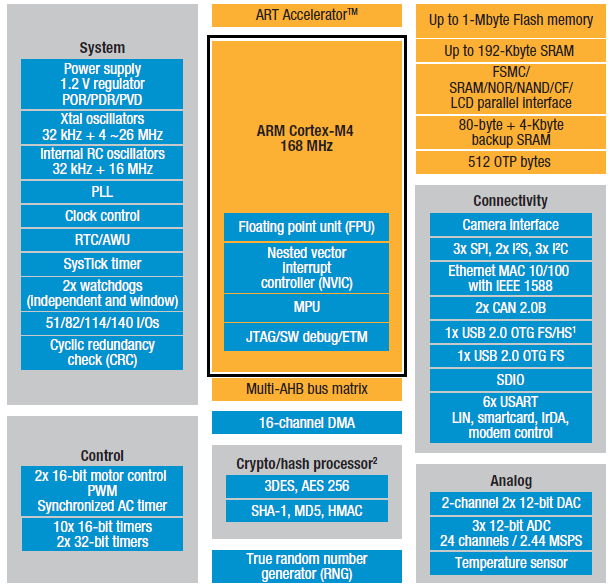 System
Power supply
1.2 V regulator
POR/PDR/PVD
Xtal oscillators
32 kHz + 4 ~26 MHz
Internal RC oscillators
32 kHz + 16 MHz
PLL
Clock control
RTC/AWU
SysTick timer
2x watchdogs
(independent and window)
51/82/114/140 I/Os
Cyclic redundancy
check (CRC)
Control
2x 16-bit motor control
PWM
Synchronized AC timer
10x 16-bit timers
2x 32-bit timers
ART Accelerator™
ARM Cortex-M4
168 MHz
Floating point unit (FPU)
Nested vector
interrupt
controller (NVIC)
MPU
JTAG/SW debug/ETM
Multi-AHB bus matrix
16-channel DMA
Crypto/hash processor²
3DES, AES 256
SHA-1, MD5, HMAC
True random number
generator (RNG)
Up to 1-Mbyte Flash memory
Up to 192-Kbyte SRAM
FSMC/
SRAM/NOR/NAND/CF/
LCD parallel interface
80-byte + 4-Kbyte
backup SRAM
512 OTP bytes
Connectivity
Camera interface
3x SPI, 2x I²S, 3x I²C
Ethernet MAC 10/100
with IEEE 1588
2x CAN 2.0B
1x USB 2.0 OTG FS/HS¹
1x USB 2.0 OTG FS
SDIO
6x USART
LIN, smartcard, IrDA,
modem control
Analog
2-channel 2x 12-bit DAC
3x 12-bit ADC
24 channels / 2.44 MSPS
Temperature sensor